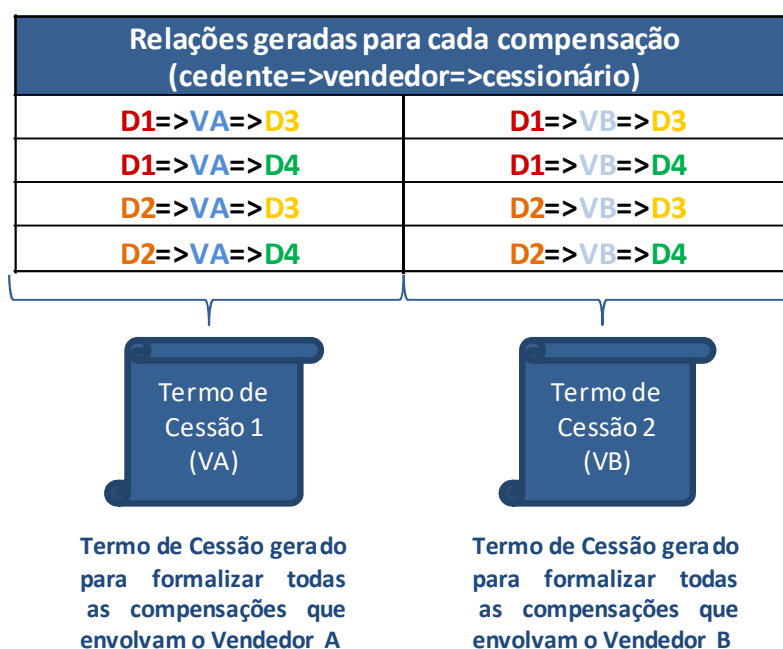 Relações geradas para cada compensação
(cedente=>vendedor=>cessionário)
D1=>VA=>D3
D1=>VB=>D3
D1=>VA=>D4
D1=>VB=>D4
D2=>VA=>D3
D2=>VB=>D3
D2=>VA=>D4
D2=>VB=>D4
Termo de
Cessão 1
(VA)
Termo de
Cessão 2
(VB)
Termo de Cessão gerado
para formalizar todas
as compensações que
envolvam o Vendedor A
Termo de Cessão gerado
para formalizar todas
as compensações que
envolvam o Vendedor B